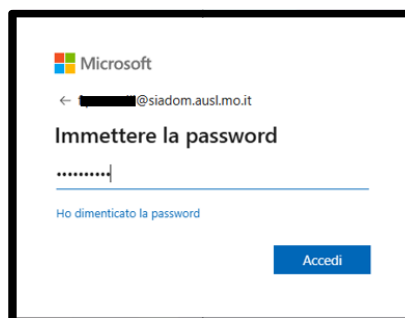 Microsoft
← @siadom.ausl.mo.it
Immettere la password
••••••••••
Ho dimenticato la password
Accedi